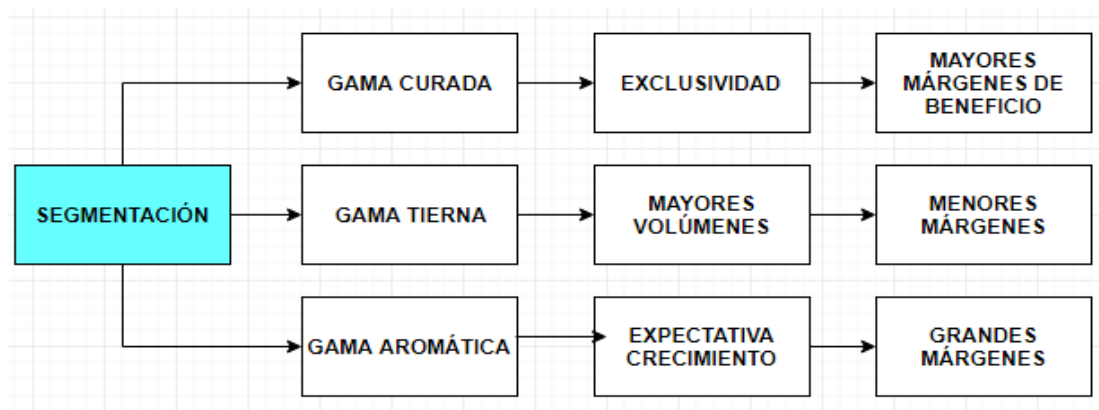 GAMA CURADA
EXCLUSIVIDAD
MAYORES
MÁRGENES DE
BENEFICIO
SEGMENTACIÓN
GAMA TIERNA
MAYORES
VOLÚMENES
MENORES
MÁRGENES
GAMA AROMÁTICA
EXPECTATIVA
CRECIMIENTO
GRANDES
MÁRGENES